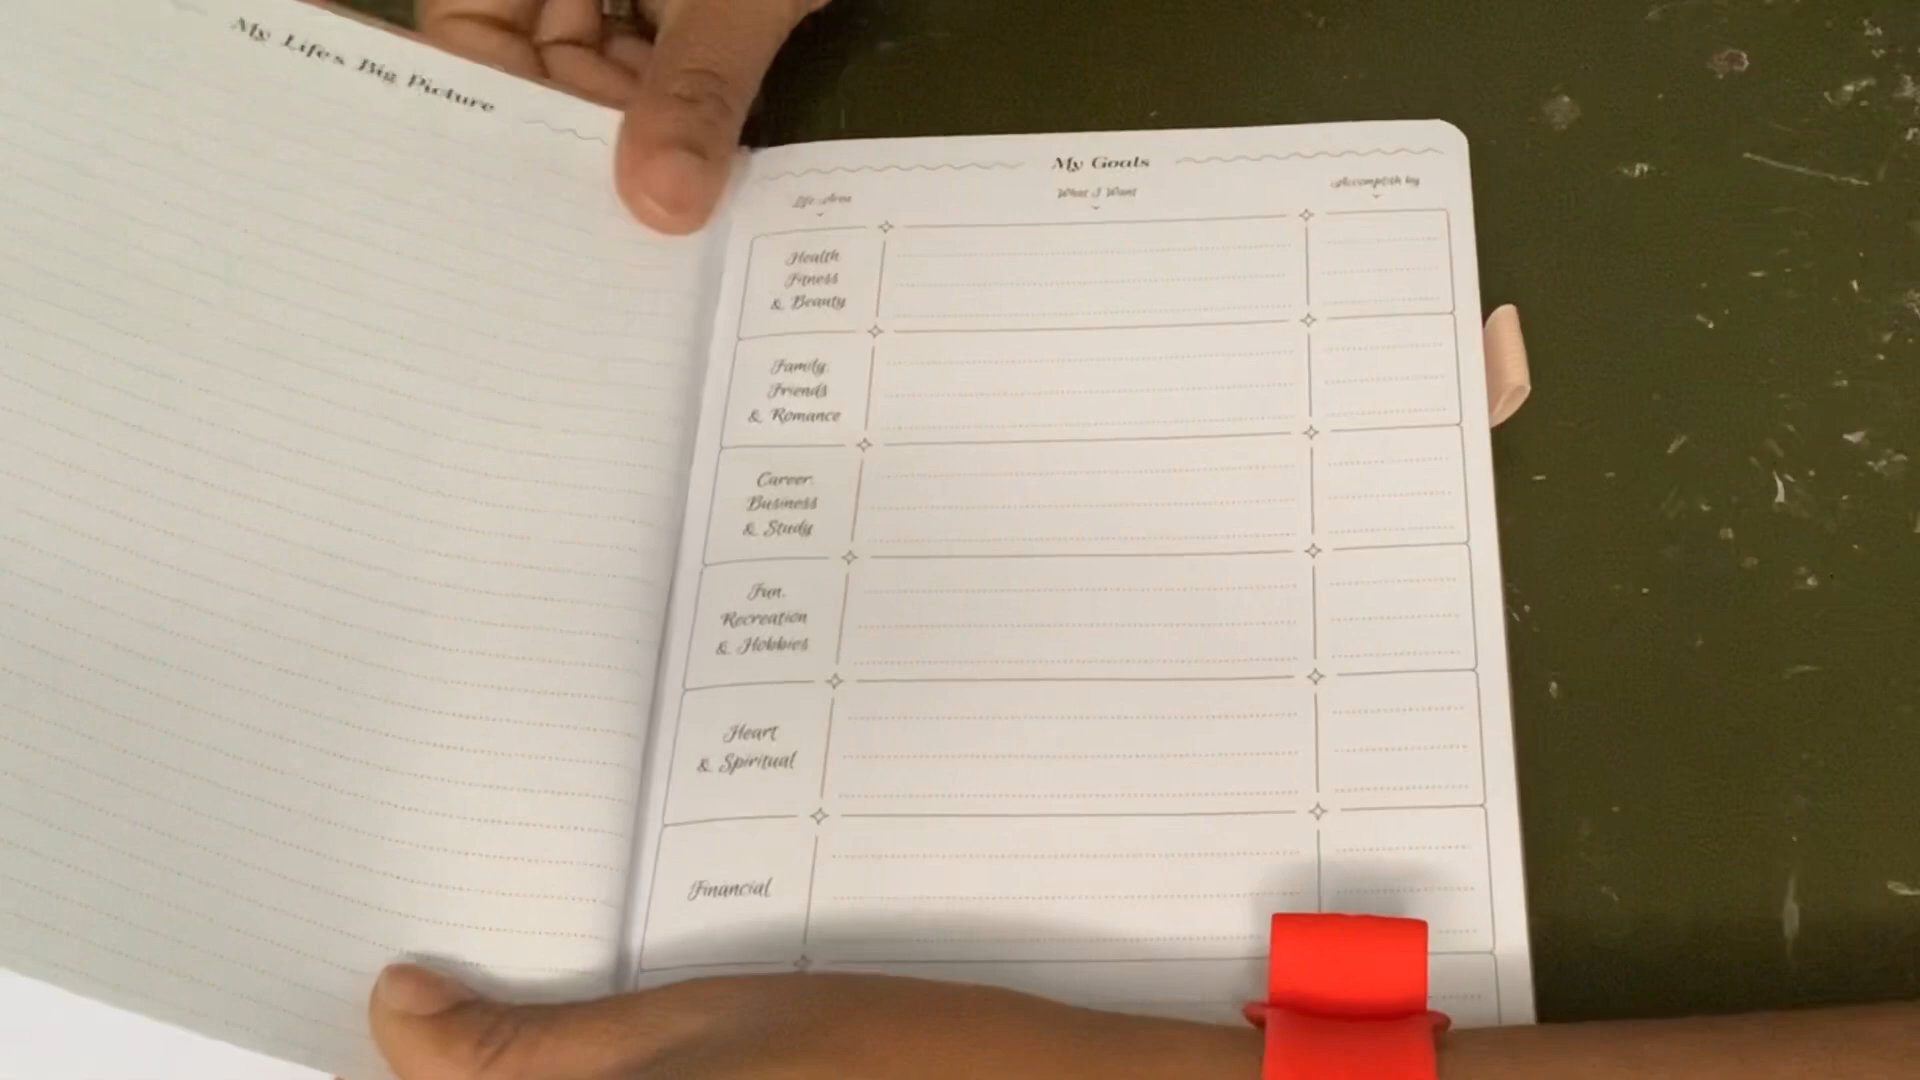 My Life's Big Picture
My Goals
Life Area
What I Want
Accomplish by
Health
Fitness
& Beauty
Family
Friends
& Romance
Career,
Business
& Study
Fun,
Recreation
& Hobbies
Heart
& Spiritual
Financial